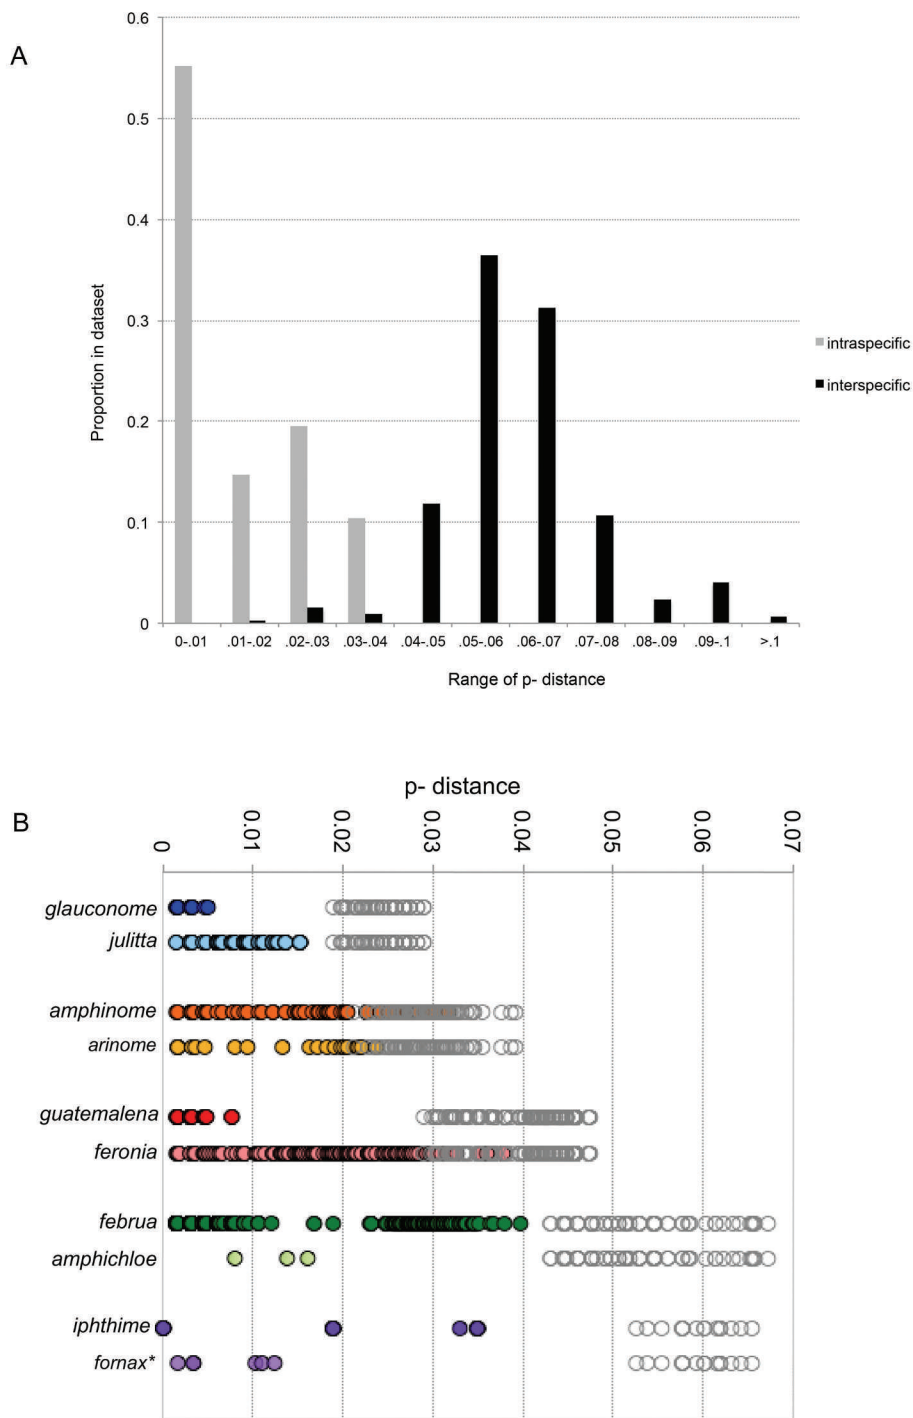 A
0.6
0.5
0.4
0.3
0.2
0.1
0
Proportion in dataset
0-.01 .01-.02 .02-.03 .03-.04 .04-.05 .05-.06 .06-.07 .07-.08 .08-.09 .09-.1 >.1
Range of p- distance
intraspecific
interspecific
B
p- distance
0 0.01 0.02 0.03 0.04 0.05 0.06 0.07
glauconome
julitta
amphinome
arinome
guatemalena
feronia
februa
amphichloe
iphthime
fornax*